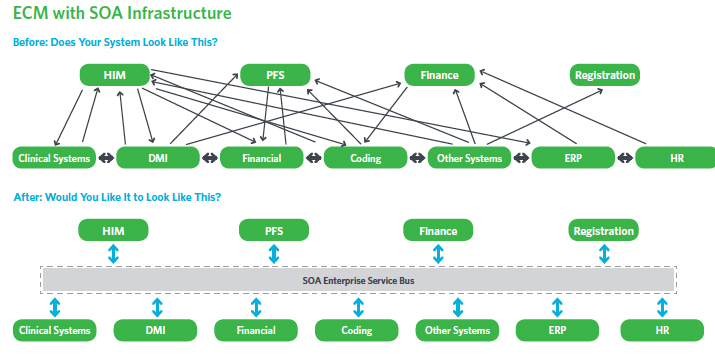 ECM with SOA Infrastructure
Before: Does Your System Look Like This?
HIM PFS Finance Registration
Clinical Systems DMI Financial Coding Other Systems ERP HR
After: Would You Like It to Look Like This?
HIM PFS Finance Registration
SOA Enterprise Service Bus
Clinical Systems DMI Financial Coding Other Systems ERP HR